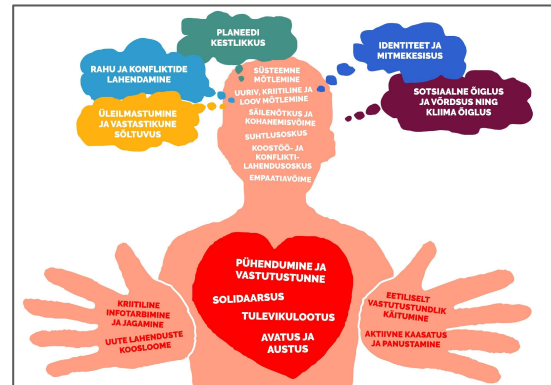 PLANEEDI
KESTLIKKUS
RAHU JA KONFLIKTIDE
LAHENDAMINE
IDENTITEET JA
MITMEKESISUS
ÜLEILMASTUMINE
JA VASTASTIKUNE
SÕLTUVUS
SOTSIAALNE ÕIGLUS
JA VÕRDSUS NING
KLIIMA ÕIGLUS
SÜSTEEMNE
MÕTLEMINE
UURIV, KRIITILINE JA
LOOV MÕTLEMINE
SÄILENÕTKUS JA
KOHANEMISVÕIME
SUHTLUSOSKUS
KOOSTÖÖ- JA
KONFLIKTI-
LAHENDUSOSKUS
EMPAATIAVÕIME
PÜHENDUMINE JA
VASTUTUSTUNNE
SOLIDAARSUS
TULEVIKULOOTUS
AVATUS JA
AUSTUS
KRIITILINE
INFOTARBIMINE
JA JAGAMINE
UUTE LAHENDUSTE
KOOSLOOME
EETILISELT
VASTUTUSTUNDLIK
KÄITUMINE
AKTIIVNE KAASATUS
JA PANUSTAMINE